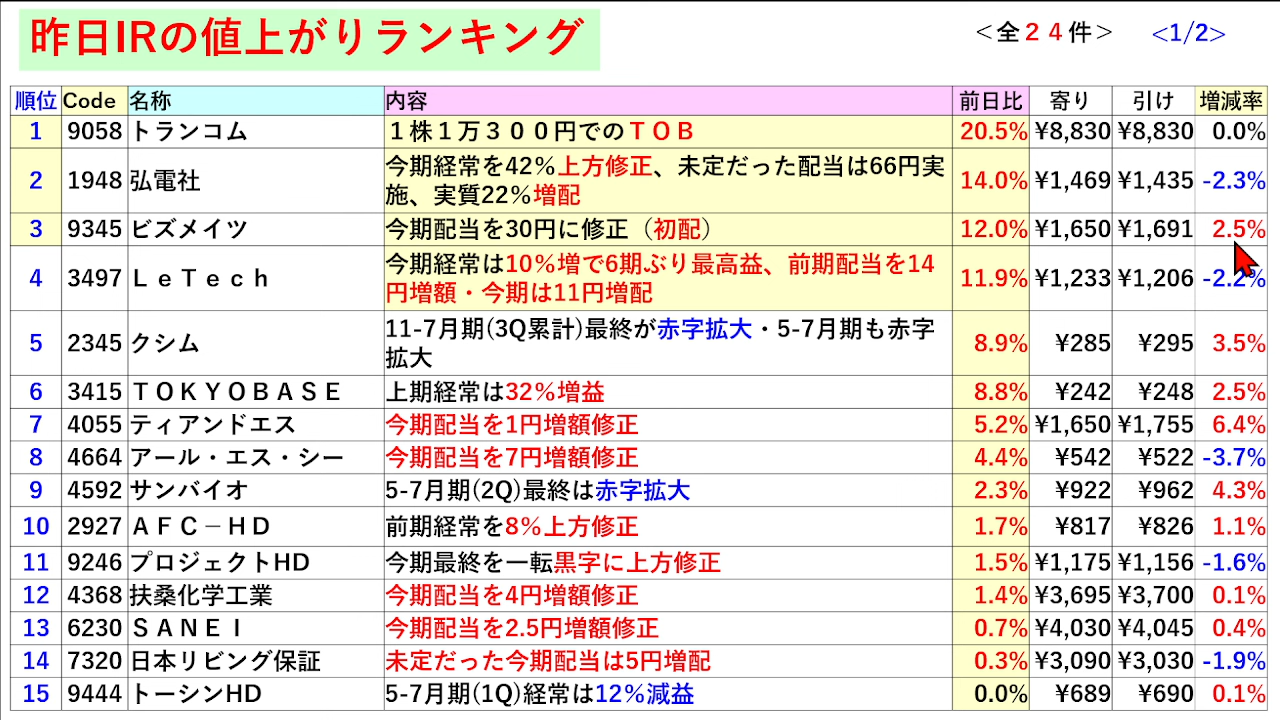 昨日IRの値上がりランキング
＜全２４件＞ <1/2>
順位 Code 名称 内容 前日比 寄り 引け 増減率
1 9058 トランコム １株１万３００円でのＴＯＢ 20.5% ¥8,830 ¥8,830 0.0%
2 1948 弘電社 今期経常を42％上方修正、未定だった配当は66円実
施、実質22％増配 14.0% ¥1,469 ¥1,435 -2.3%
3 9345 ビズメイツ 今期配当を30円に修正（初配） 12.0% ¥1,650 ¥1,691 2.5%
4 3497 ＬｅＴｅｃｈ 今期経常は10％増で6期ぶり最高益、前期配当を14
円増額・今期は11円増配 11.9% ¥1,233 ¥1,206 -2.2%
5 2345 クシム 11-7月期(3Q累計)最終が赤字拡大・5-7月期も赤字
拡大 8.9% ¥285 ¥295 3.5%
6 3415 ＴＯＫＹＯＢＡＳＥ 上期経常は32％増益 8.8% ¥242 ¥248 2.5%
7 4055 ティアンドエス 今期配当を1円増額修正 5.2% ¥1,650 ¥1,755 6.4%
8 4664 アール・エス・シー 今期配当を7円増額修正 4.4% ¥542 ¥522 -3.7%
9 4592 サンバイオ 5-7月期(2Q)最終は赤字拡大 2.3% ¥922 ¥962 4.3%
10 2927 ＡＦＣ－ＨＤ 前期経常を8％上方修正 1.7% ¥817 ¥826 1.1%
11 9246 プロジェクトHD 今期最終を一転黒字に上方修正 1.5% ¥1,175 ¥1,156 -1.6%
12 4368 扶桑化学工業 今期配当を4円増額修正 1.4% ¥3,695 ¥3,700 0.1%
13 6230 ＳＡＮＥＩ 今期配当を2.5円増額修正 0.7% ¥4,030 ¥4,045 0.4%
14 7320 日本リビング保証 未定だった今期配当は5円増配 0.3% ¥3,090 ¥3,030 -1.9%
15 9444 トーシンHD 5-7月期(1Q)経常は12％減益 0.0% ¥689 ¥690 0.1%